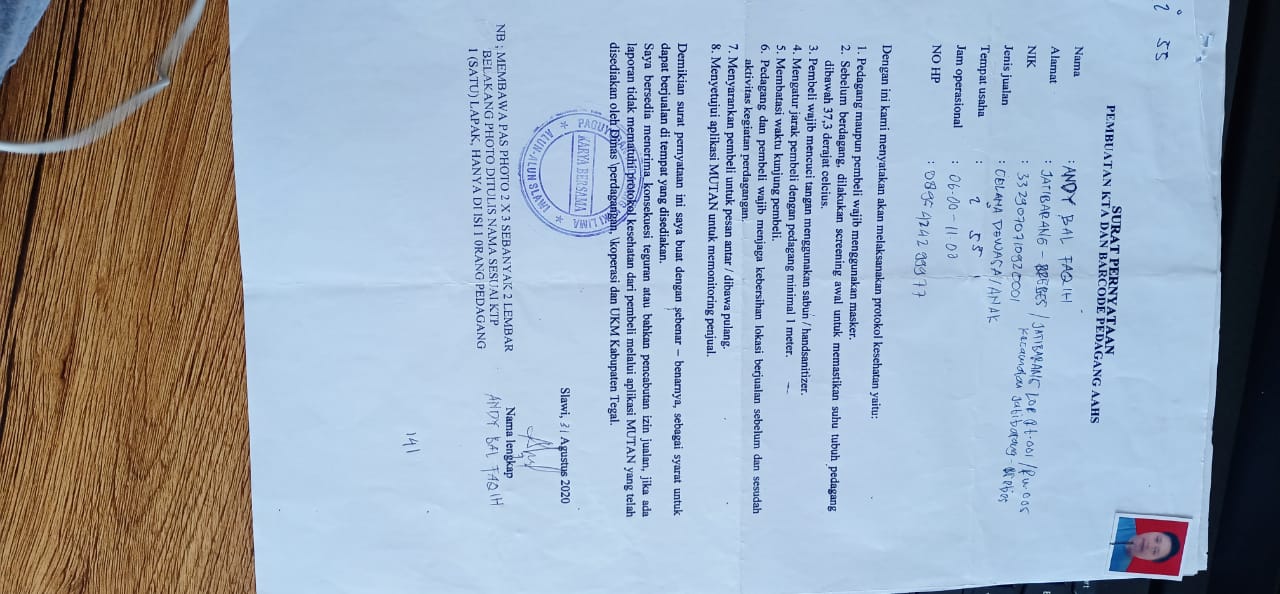 2 55
SURAT PERNYATAAN
PEMBUATAN KTA DAN BARCODE PEDAGANG AAHS
Nama : ANDY BAL FAQIH
Alamat : JATIBARANG - BREBES / JATIBARANG LOR Rt.001 / Rw.005
Kecamatan Jatibarang - Brebes
NIK : 3329070710920001
Jenis jualan : CELANA DEWASA / ANAK
Tempat usaha : 2 55
Jam operasional : 06.00 - 11.00
NO HP
Dengan ini kami menyatakan akan melaksanakan protokol kesehatan yaitu:
1. Pedagang maupun pembeli wajib menggunakan masker.
2. Sebelum berdagang, dilakukan screening awal untuk memastikan suhu tubuh pedagang
dibawah 37,3 derajat celcius.
3. Pembeli wajib mencuci tangan menggunakan sabun / handsanitizer.
4. Mengatur jarak pembeli dengan pedagang minimal 1 meter.
5. Membatasi waktu kunjung pembeli.
6. Pedagang dan pembeli wajib menjaga kebersihan lokasi berjualan sebelum dan sesudah
aktivitas kegiatan perdagangan.
7. Menyarankan pembeli untuk pesan antar / dibawa pulang.
8. Menyetujui aplikasi MUTAN untuk memonitoring penjual.
Demikian surat pernyataan ini saya buat dengan sebenar – benarnya, sebagai syarat untuk
dapat berjualan di tempat yang disediakan.
Saya bersedia menerima konsekuesi teguran atau bahkan pencabutan izin jualan, jika ada
laporan tidak mematuhi protokol kesehatan dari pembeli melalui aplikasi MUTAN yang telah
disediakan oleh Dinas perdagangan, Koperasi dan UKM Kabupaten Tegal.
KARYA BERSAMA
ALUN-ALUN SLAWI
KAKI LIMA
Slawi, 31 Agustus 2020
Nama lengkap
ANDY BAL FAQIH
NB : MEMBAWA PAS PHOTO 2 X 3 SEBANYAK 2 LEMBAR
BELAKANG PHOTO DITULIS NAMA SESUAI KTP
1 (SATU) LAPAK, HANYA DI ISI 1 0RANG PEDAGANG
141